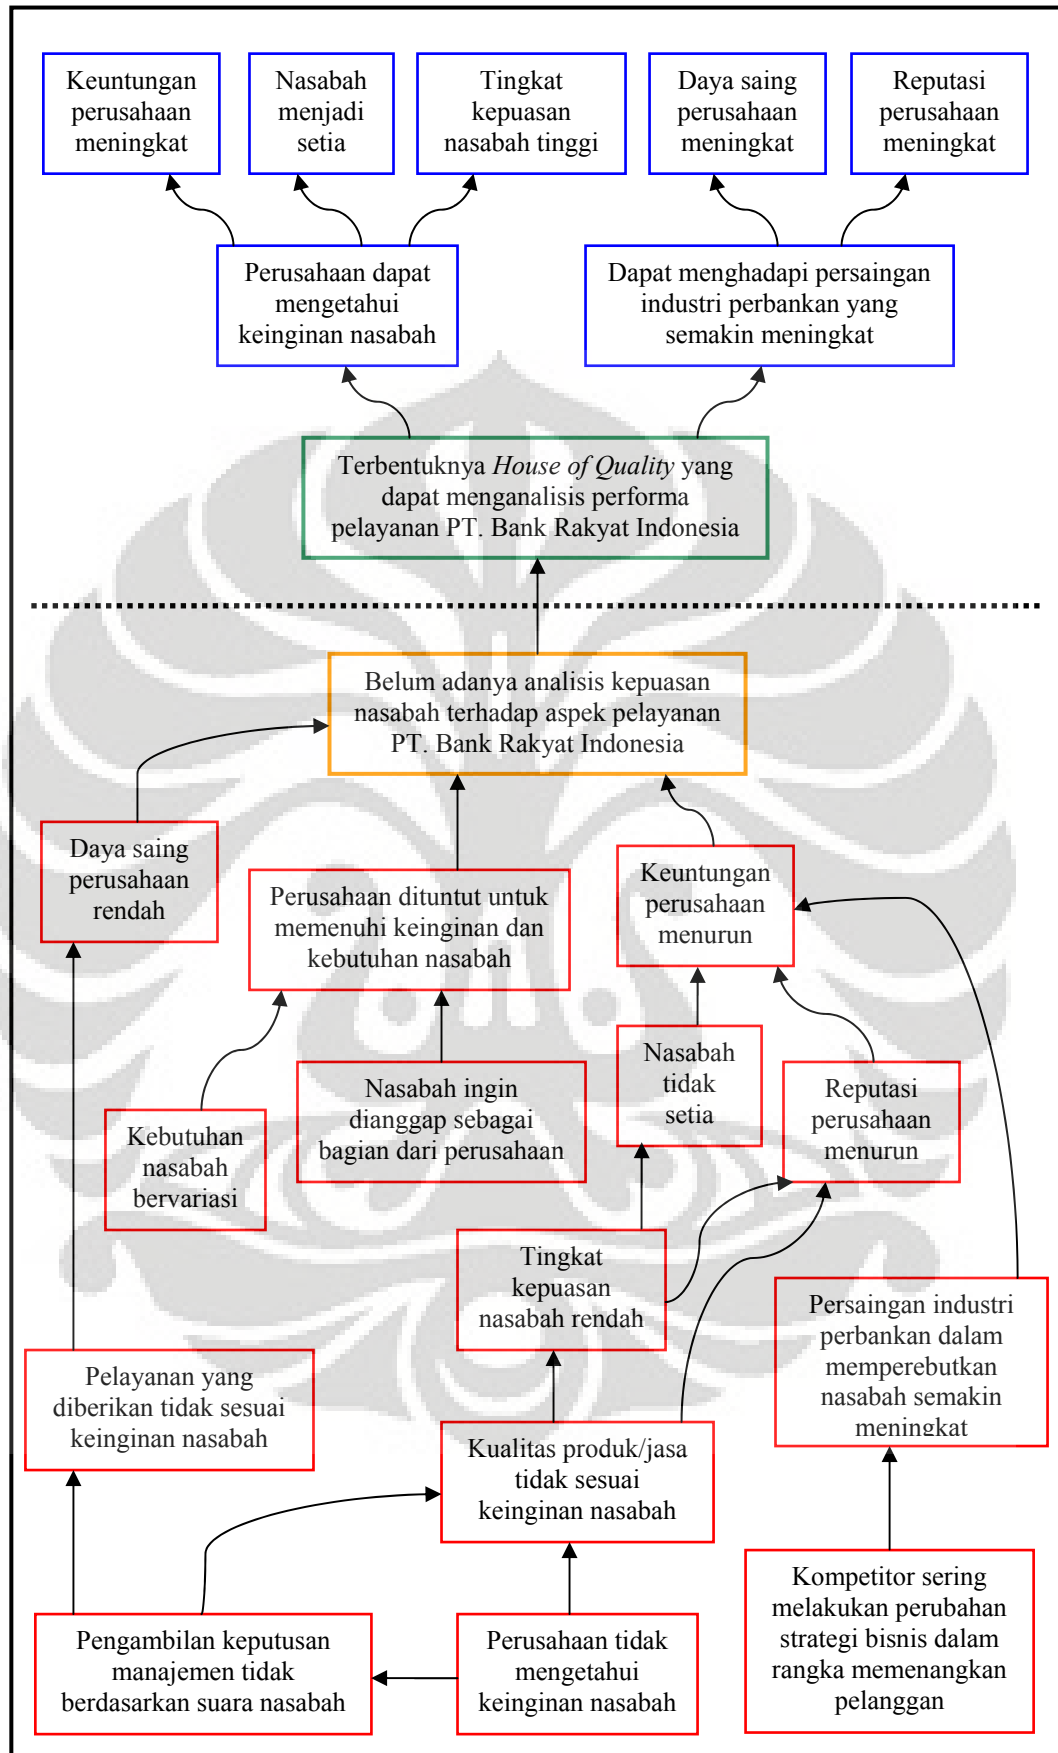 Keuntungan
perusahaan
meningkat
Nasabah
menjadi
setia
Tingkat
kepuasan
nasabah tinggi
Daya saing
perusahaan
meningkat
Reputasi
perusahaan
meningkat
Perusahaan dapat
mengetahui
keinginan nasabah
Dapat menghadapi persaingan
industri perbankan yang
semakin meningkat
Terbentuknya House of Quality yang
dapat menganalisis performa
pelayanan PT. Bank Rakyat Indonesia
Belum adanya analisis kepuasan
nasabah terhadap aspek pelayanan
PT. Bank Rakyat Indonesia
Daya saing
perusahaan
rendah
Perusahaan dituntut untuk
memenuhi keinginan dan
kebutuhan nasabah
Keuntungan
perusahaan
menurun
Nasabah
tidak
setia
Reputasi
perusahaan
menurun
Nasabah ingin
dianggap sebagai
bagian dari perusahaan
Kebutuhan
nasabah
bervariasi
Tingkat
kepuasan
nasabah rendah
Persaingan industri
perbankan dalam
memperebutkan
nasabah semakin
meningkat
Pelayanan yang
diberikan tidak sesuai
keinginan nasabah
Kualitas produk/jasa
tidak sesuai
keinginan nasabah
Kompetitor sering
melakukan perubahan
strategi bisnis dalam
rangka memenangkan
pelanggan
Pengambilan keputusan
manajemen tidak
berdasarkan suara nasabah
Perusahaan tidak
mengetahui
keinginan nasabah